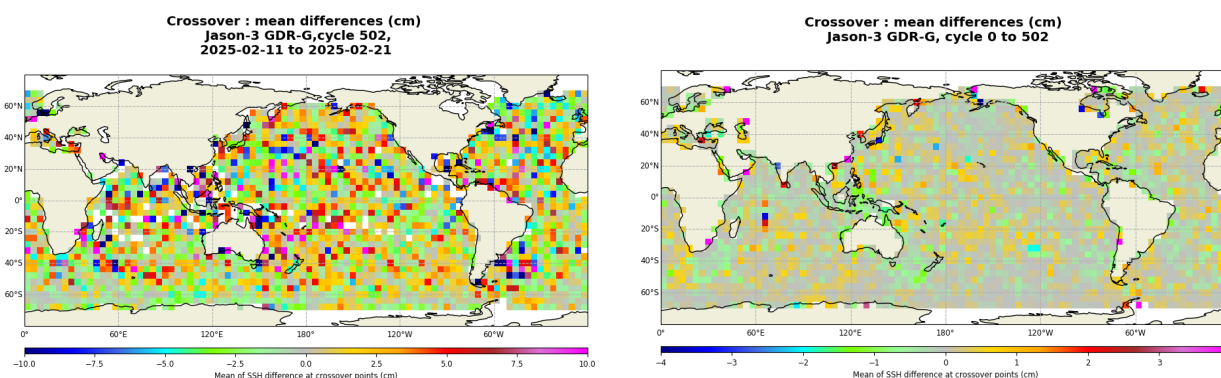 Crossover : mean differences (cm)
Jason-3 GDR-G,cycle 502,
2025-02-11 to 2025-02-21
60°N
40°N
20°N
0°
20°S
40°S
60°S
0° 60°E 120°E 120°W 60°W
−10.0 −7.5 −5.0 −2.5 0.0 2.5 5.0 7.5 10.0
Mean of SSH difference at crossover points (cm)
Crossover : mean differences (cm)
Jason-3 GDR-G, cycle 0 to 502
60°N
40°N
20°N
0°
20°S
40°S
60°S
0° 60°E 120°E 120°W 60°W
−4 −3 −2 −1 0 1 2 3
Mean of SSH difference at crossover points (cm)